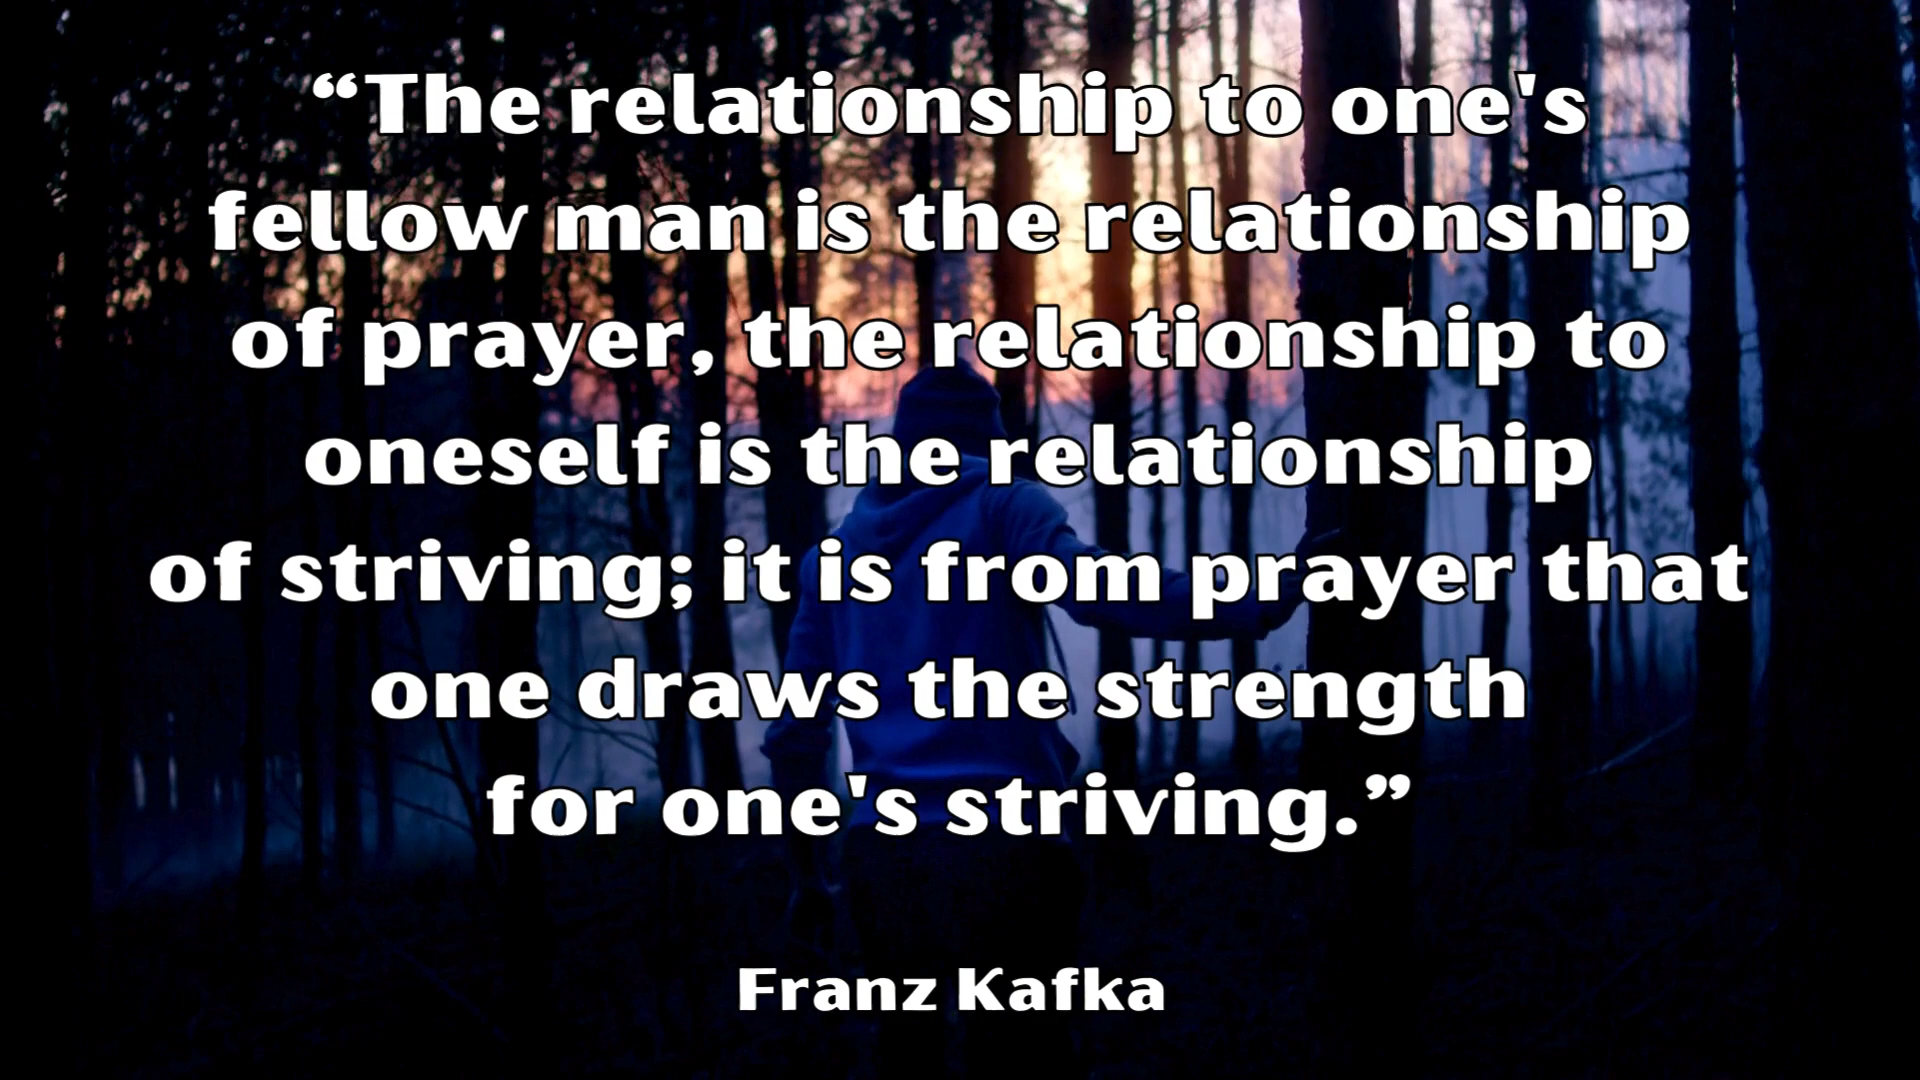 “The relationship to one's
fellow man is the relationship
of prayer, the relationship to
oneself is the relationship
of striving; it is from prayer that
one draws the strength
for one's striving.”
Franz Kafka